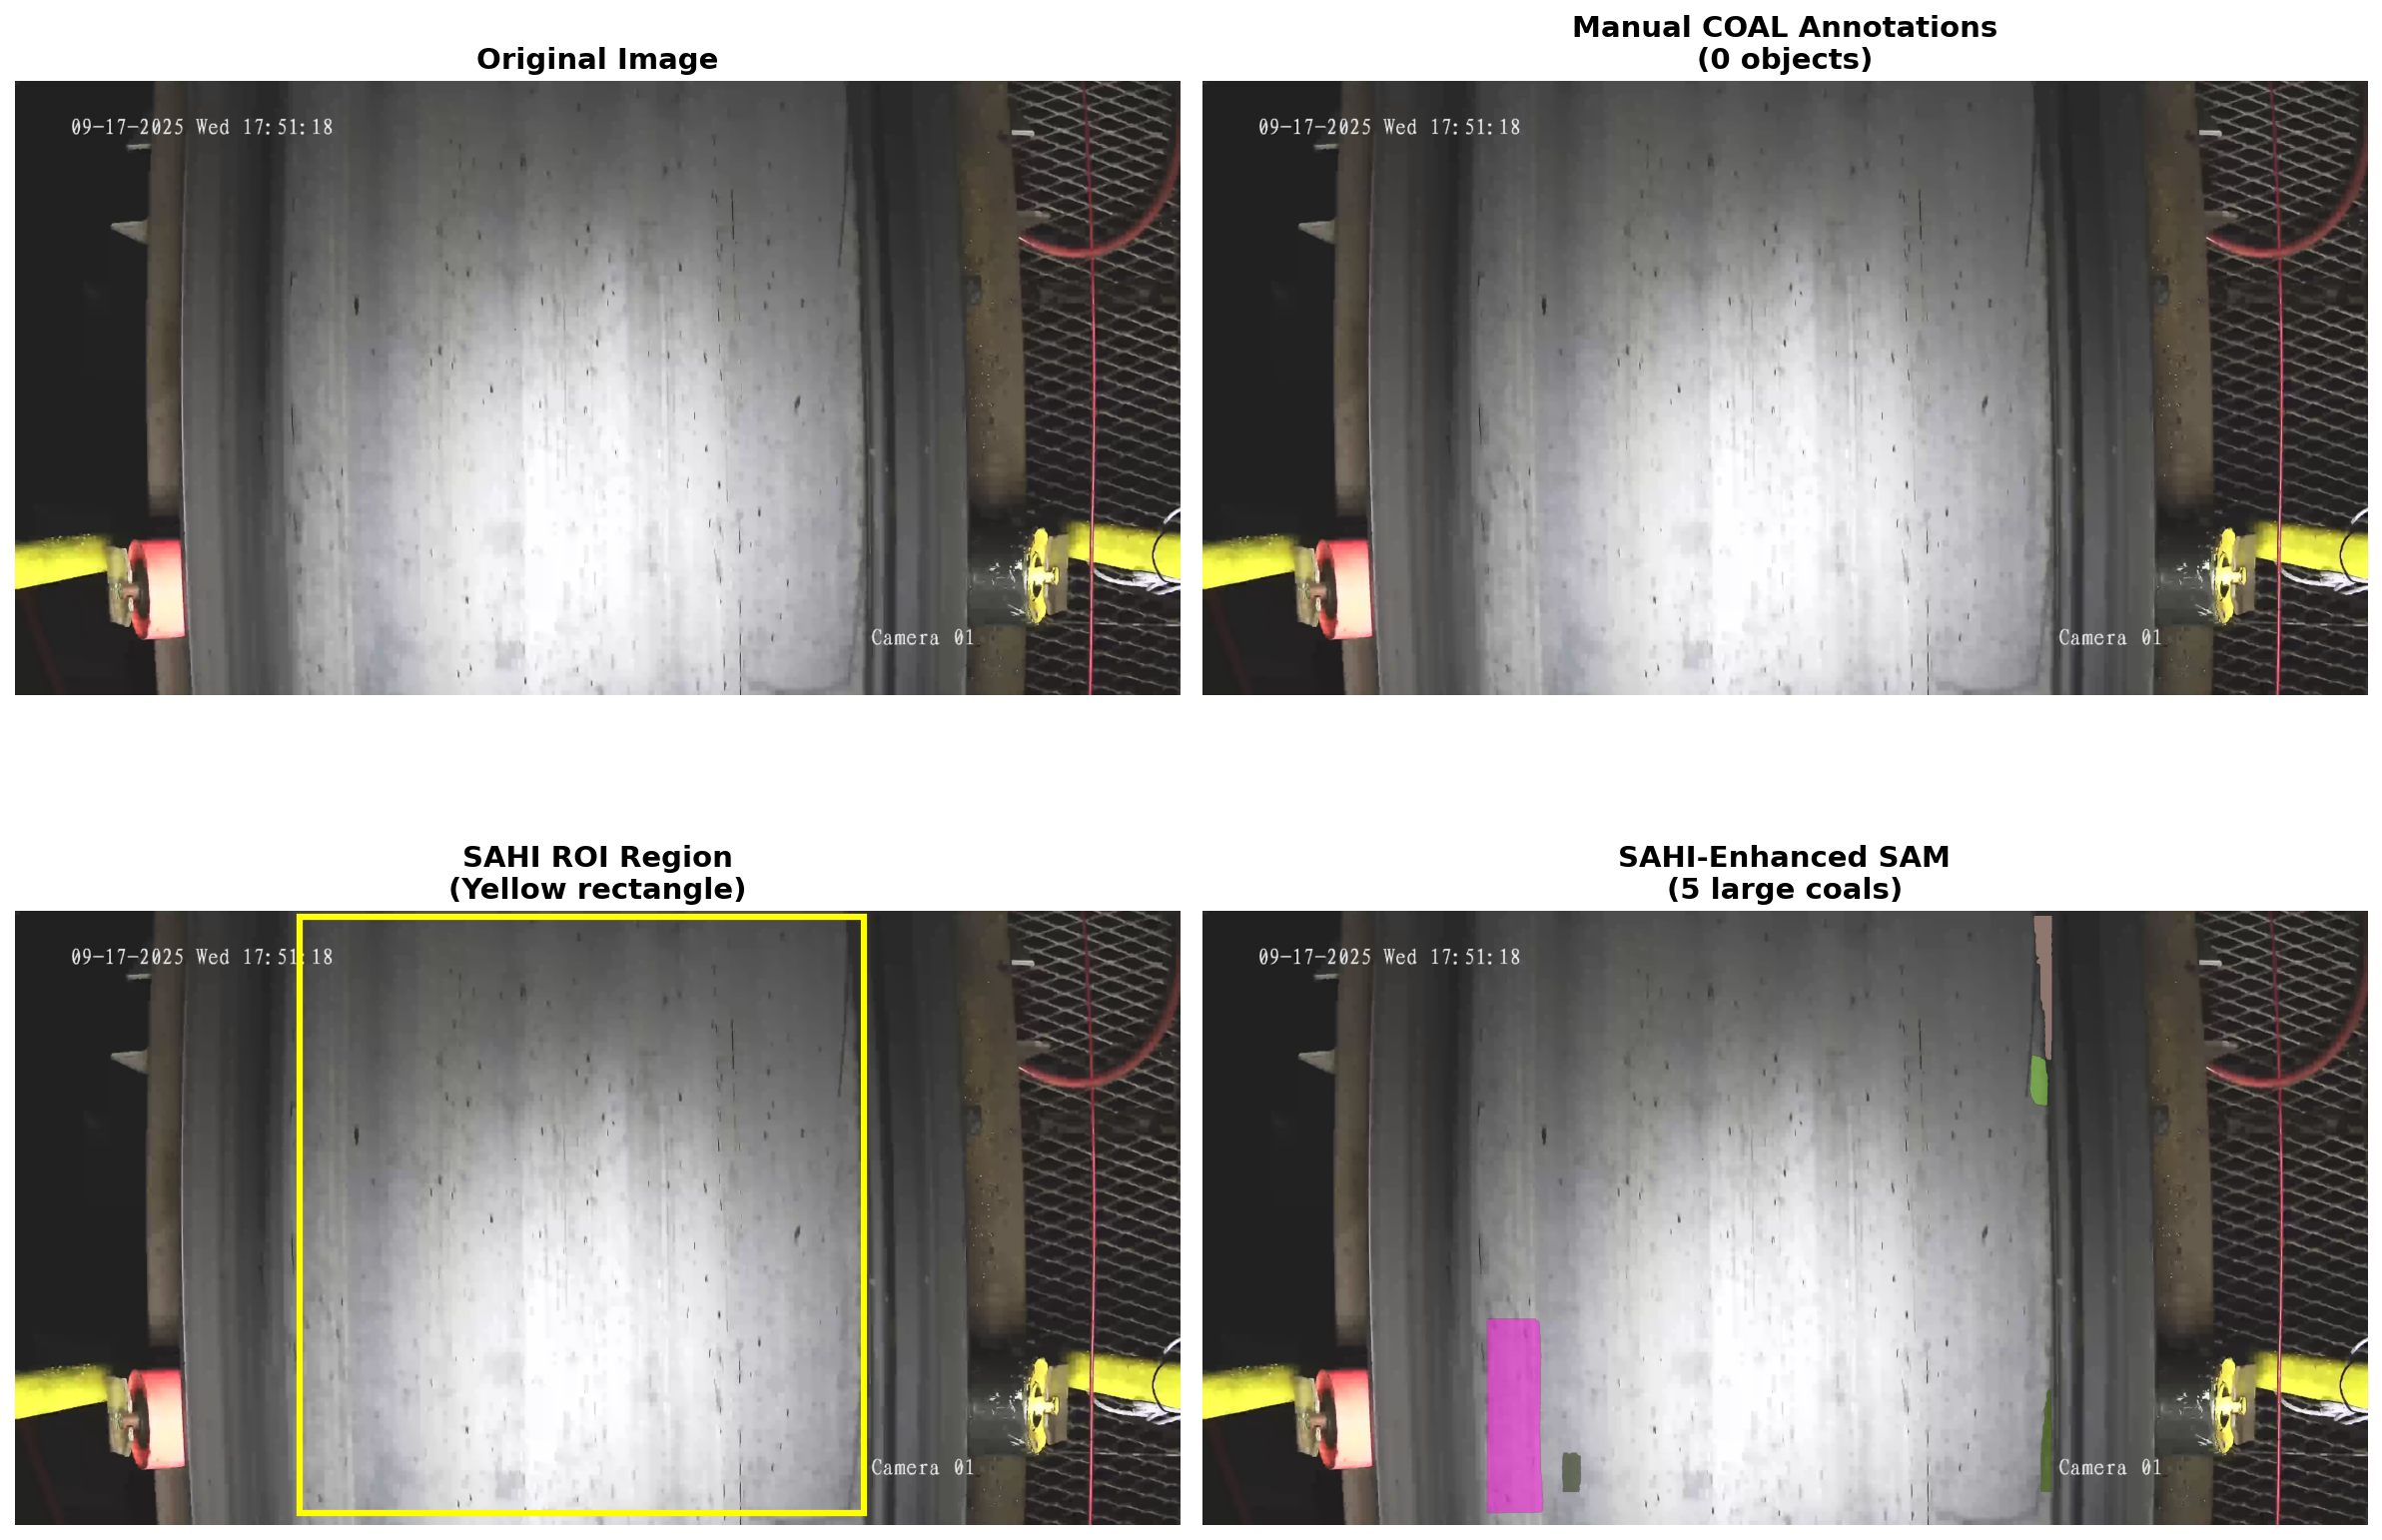 Original Image
09-17-2025 Wed 17:51:18
Camera 01
Manual COAL Annotations
(0 objects)
09-17-2025 Wed 17:51:18
Camera 01
SAHI ROI Region
(Yellow rectangle)
09-17-2025 Wed 17:51:18
Camera 01
SAHI-Enhanced SAM
(5 large coals)
09-17-2025 Wed 17:51:18
Camera 01